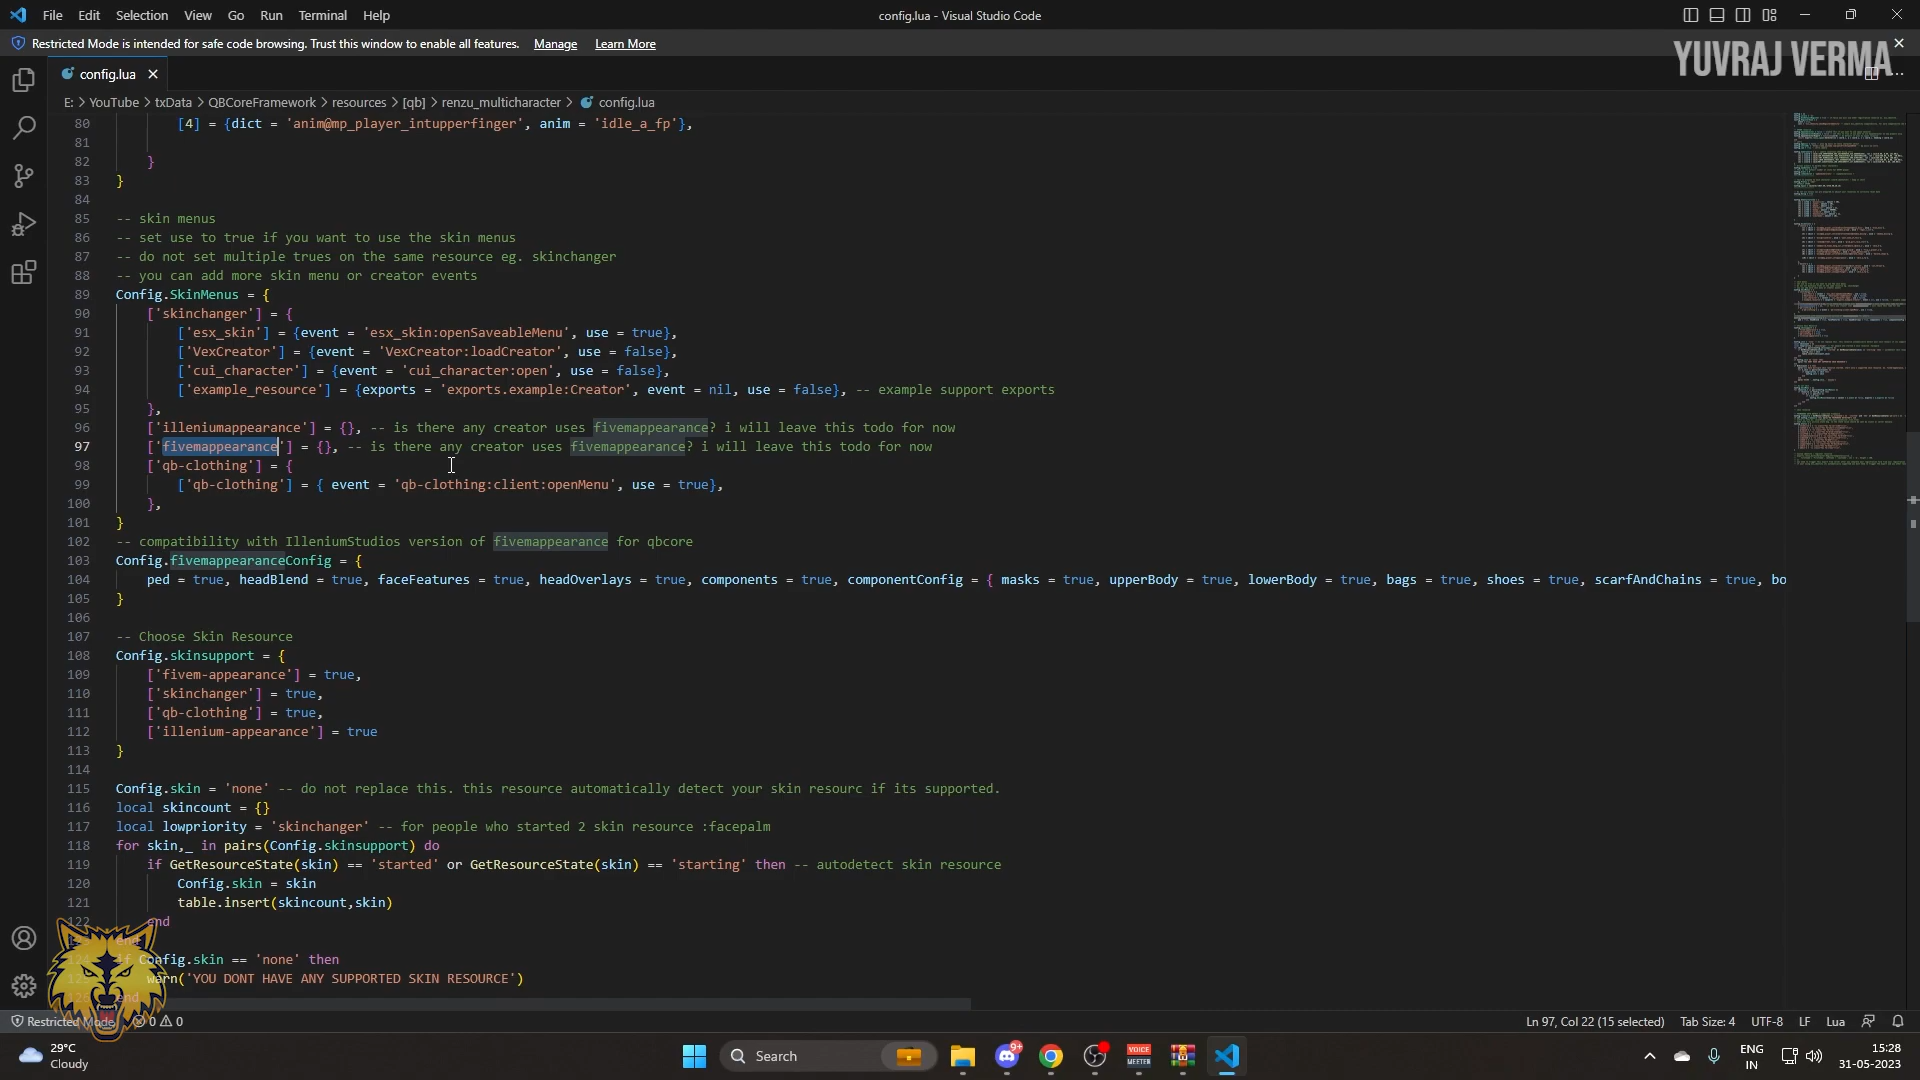 File Edit Selection View Go Run Terminal Help
config.lua - Visual Studio Code
Restricted Mode is intended for safe code browsing. Trust this window to enable all features. Manage Learn More
YUVRAJ VERMA
config.lua
E: > YouTube > txData > QBCoreFramework > resources > [qb] > renzu_multicharacter > config.lua
80 [4] = {dict = 'anim@mp_player_intupperfinger', anim = 'idle_a_fp'},
81
82 }
83 }
84
85 -- skin menus
86 -- set use to true if you want to use the skin menus
87 -- do not set multiple trues on the same resource eg. skinchanger
88 -- you can add more skin menu or creator events
89 Config.SkinMenus = {
90 ['skinchanger'] = {
91 ['esx_skin'] = {event = 'esx_skin:openSaveableMenu', use = true},
92 ['VexCreator'] = {event = 'VexCreator:loadCreator', use = false},
93 ['cui_character'] = {event = 'cui_character:open', use = false},
94 ['example_resource'] = {exports = 'exports.example:Creator', event = nil, use = false}, -- example support exports
95 },
96 ['illeniumappearance'] = {}, -- is there any creator uses fivemappearance? i will leave this todo for now
97 ['fivemappearance'] = {}, -- is there any creator uses fivemappearance? i will leave this todo for now
98 ['qb-clothing'] = {
99 ['qb-clothing'] = { event = 'qb-clothing:client:openMenu', use = true},
100 },
101 }
102 -- compatibility with IlleniumStudios version of fivemappearance for qbcore
103 Config.fivemappearanceConfig = {
104 ped = true, headBlend = true, faceFeatures = true, headOverlays = true, components = true, componentConfig = { masks = true, upperBody = true, lowerBody = true, bags = true, shoes = true, scarfAndChains = true, bo
105 }
106
107 -- Choose Skin Resource
108 Config.skinsupport = {
109 ['fivem-appearance'] = true,
110 ['skinchanger'] = true,
111 ['qb-clothing'] = true,
112 ['illenium-appearance'] = true
113 }
114
115 Config.skin = 'none' -- do not replace this. this resource automatically detect your skin resourc if its supported.
116 local skincount = {}
117 local lowpriority = 'skinchanger' -- for people who started 2 skin resource :facepalm
118 for skin,_ in pairs(Config.skinsupport) do
119 if GetResourceState(skin) == 'started' or GetResourceState(skin) == 'starting' then -- autodetect skin resource
120 Config.skin = skin
121 table.insert(skincount,skin)
122 end
end
if Config.skin == 'none' then
warn('YOU DONT HAVE ANY SUPPORTED SKIN RESOURCE')
end
Restricted Mode 0 0
Ln 97, Col 22 (15 selected) Tab Size: 4 UTF-8 LF Lua
29°C
Cloudy
Search
9+
VOICE
MEETER
ENG
IN
15:28
31-05-2023